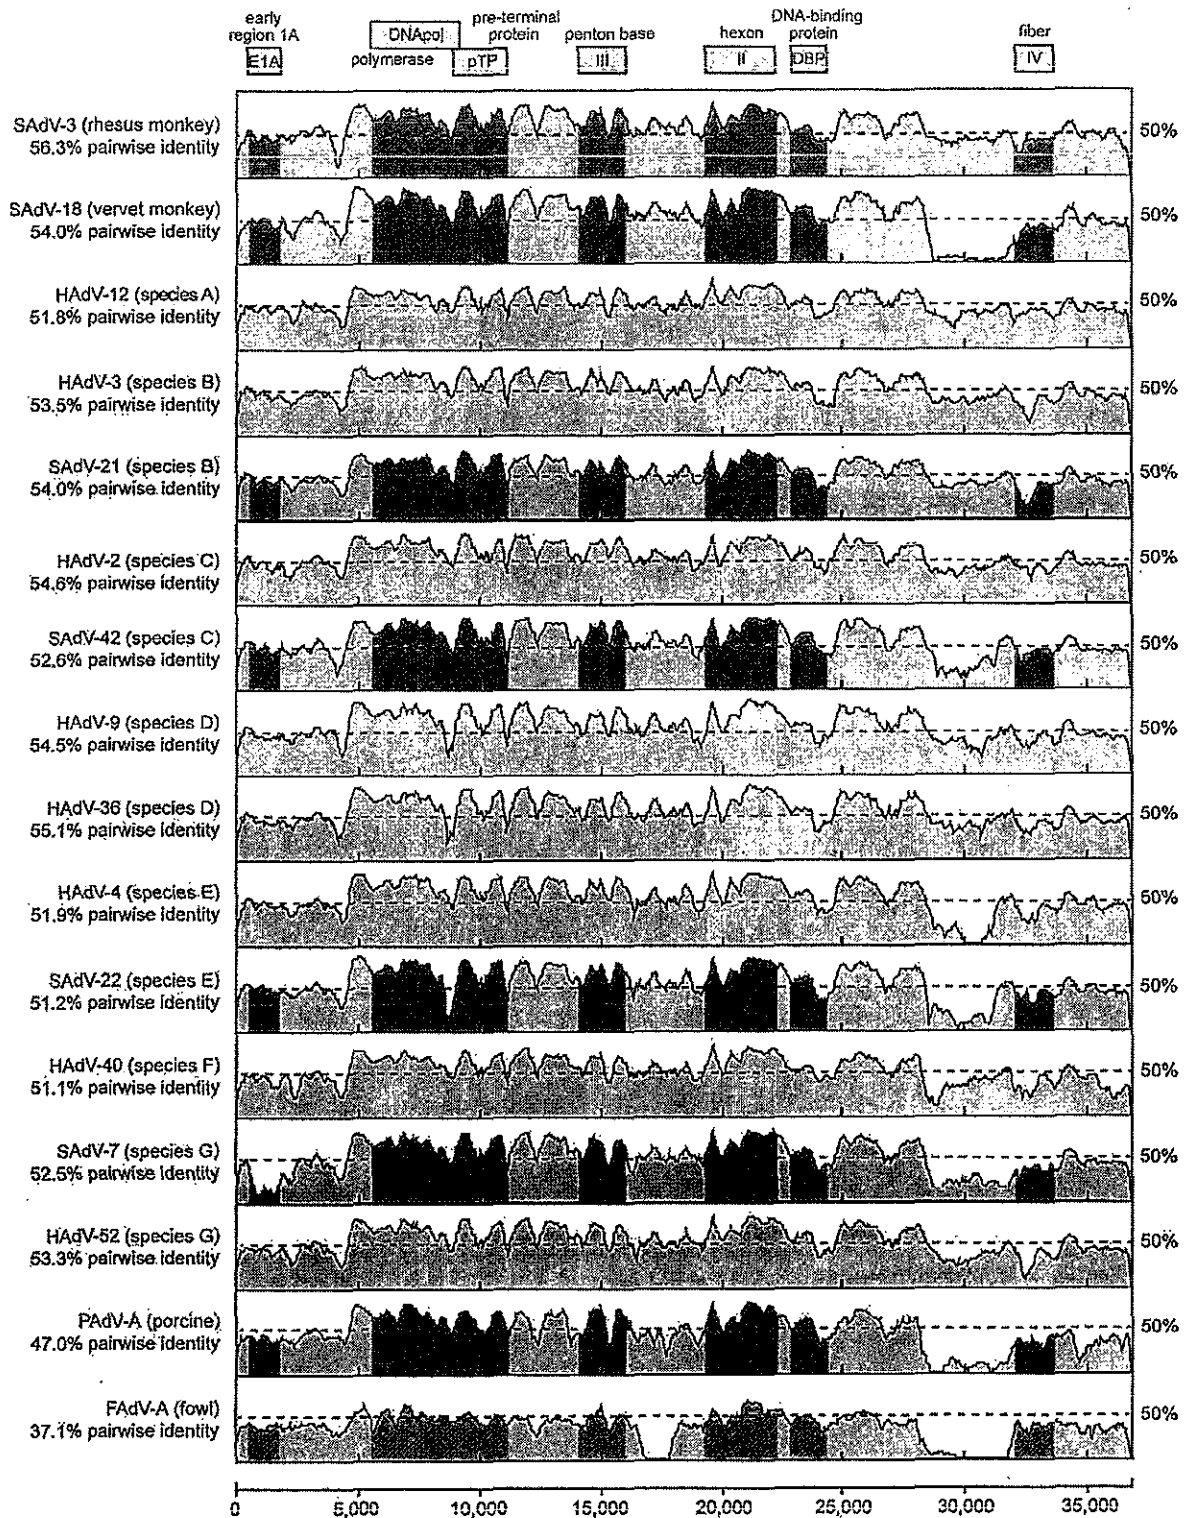 early
region 1A
E1A
DNApol
polymerase
pre-terminal
protein
pTP
penton base
III
hexon
II
DNA-binding
protein
DBP
fiber
IV
SAdV-3 (rhesus monkey)
56.3% pairwise identity
50%
SAdV-18 (vervet monkey)
54.0% pairwise identity
50%
HAdV-12 (species A)
51.8% pairwise identity
50%
HAdV-3 (species B)
53.5% pairwise identity
50%
SAdV-21 (species B)
54.0% pairwise identity
50%
HAdV-2 (species C)
54.6% pairwise identity
50%
SAdV-42 (species C)
52.6% pairwise identity
50%
HAdV-9 (species D)
54.5% pairwise identity
50%
HAdV-36 (species D)
55.1% pairwise identity
50%
HAdV-4 (species E)
51.9% pairwise identity
50%
SAdV-22 (species E)
51.2% pairwise identity
50%
HAdV-40 (species F)
51.1% pairwise identity
50%
SAdV-7 (species G)
52.5% pairwise identity
50%
HAdV-52 (species G)
53.3% pairwise identity
50%
PAdV-A (porcine)
47.0% pairwise identity
50%
FAdV-A (fowl)
37.1% pairwise identity
50%
0 5,000 10,000 15,000 20,000 25,000 30,000 35,000